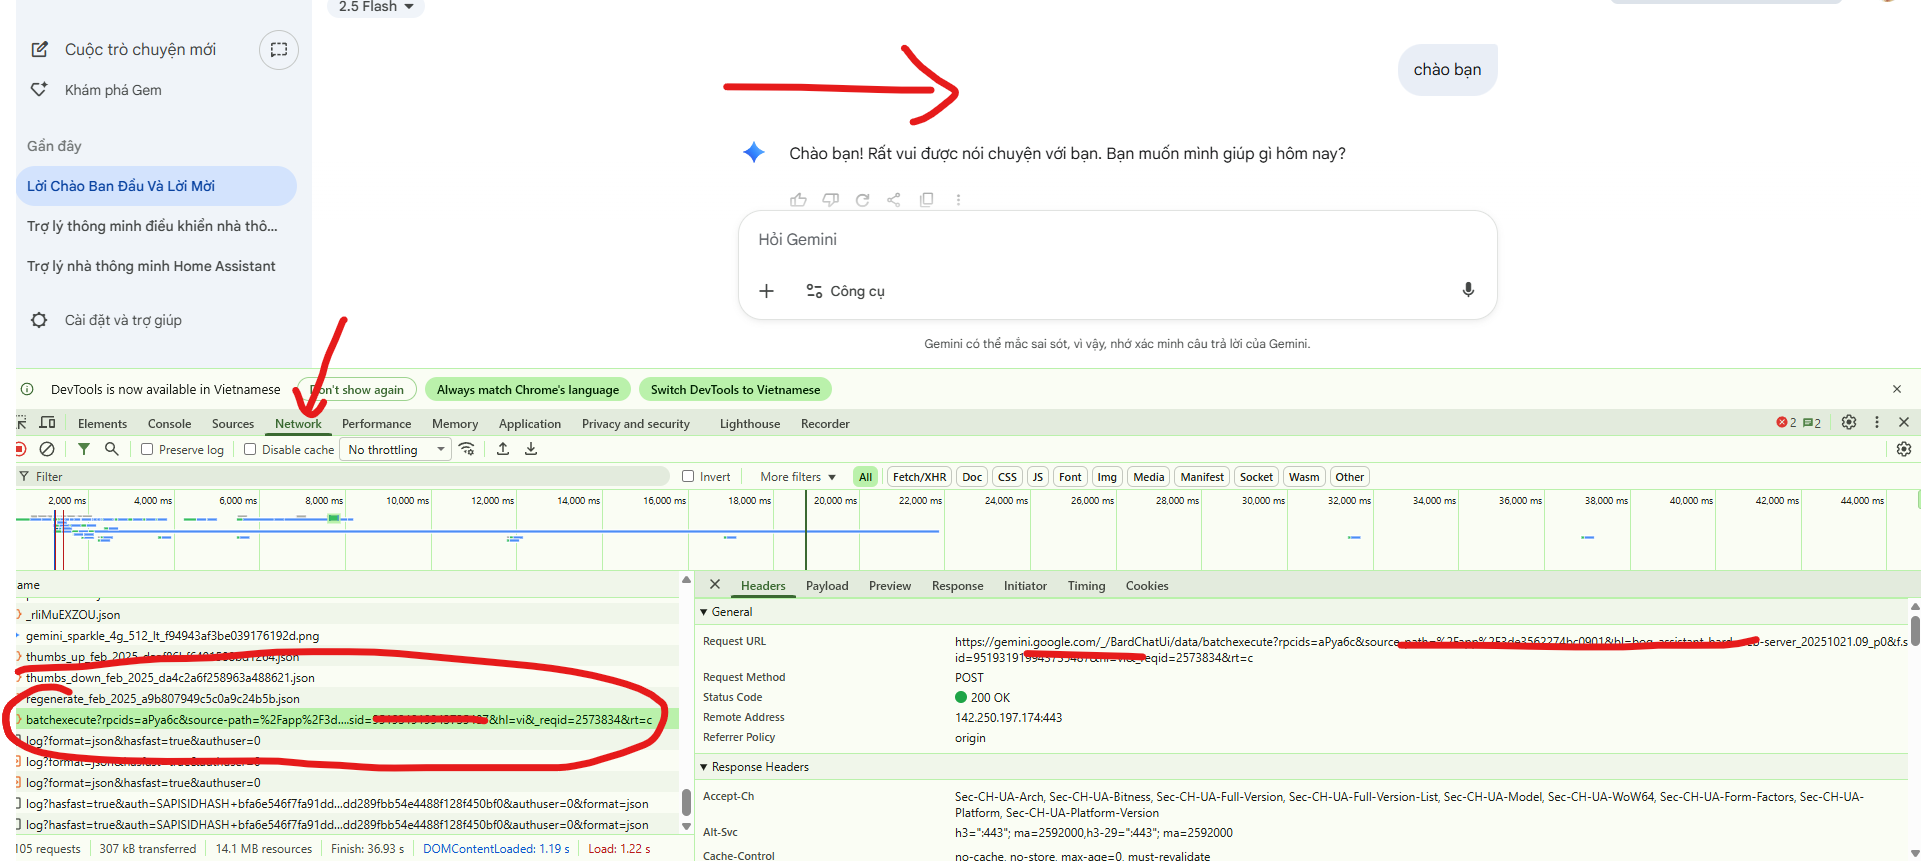 2.5 Flash
Cuộc trò chuyện mới
Khám phá Gem
Gần đây
Lời Chào Ban Đầu Và Lời Mời
Trợ lý thông minh điều khiển nhà thô...
Trợ lý nhà thông minh Home Assistant
Cài đặt và trợ giúp
chào bạn
Chào bạn! Rất vui được nói chuyện với bạn. Bạn muốn mình giúp gì hôm nay?
Hỏi Gemini
Công cụ
Gemini có thể mắc sai sót, vì vậy, nhớ xác minh câu trả lời của Gemini.
DevTools is now available in Vietnamese Don't show again Always match Chrome's language Switch DevTools to Vietnamese
Elements Console Sources Network Performance Memory Application Privacy and security Lighthouse Recorder 2 2
Preserve log Disable cache No throttling
Filter Invert More filters All Fetch/XHR Doc CSS JS Font Img Media Manifest Socket Wasm Other
2,000 ms 4,000 ms 6,000 ms 8,000 ms 10,000 ms 12,000 ms 14,000 ms 16,000 ms 18,000 ms 20,000 ms 22,000 ms 24,000 ms 26,000 ms 28,000 ms 30,000 ms 32,000 ms 34,000 ms 36,000 ms 38,000 ms 40,000 ms 42,000 ms 44,000 ms
ame
_rliMuEXZOU.json
gemini_sparkle_4g_512_lt_f94943af3be039176192d.png
thumbs_down_feb_2025_da4c2a6f258963a488621.json
regenerate_feb_2025_a9b807949c5c0a9c24b5b.json
batchexecute?rpcids=aPya6c&source-path=%2Fapp%2F3d....sid= &hl=vi&_reqid=2573834&rt=c
log?format=json&hasfast=true&authuser=0
log?format=json&hasfast=true&authuser=0
log?format=json&hasfast=true&authuser=0
log?hasfast=true&auth=SAPISIDHASH+bfa6e546f7fa91dd...dd289fbb54e4488f128f450bf0&authuser=0&format=json
log?hasfast=true&auth=SAPISIDHASH+bfa6e546f7fa91dd...dd289fbb54e4488f128f450bf0&authuser=0&format=json
105 requests 307 kB transferred 14.1 MB resources Finish: 36.93 s DOMContentLoaded: 1.19 s Load: 1.22 s
Headers Payload Preview Response Initiator Timing Cookies
General
Request URL
https://gemini.google.com/_/BardChatUi/data/batchexecute?rpcids=aPya6c&source -server_20251021.09_p0&f.s
_reqid=2573834&rt=c
Request Method POST
Status Code 200 OK
Remote Address 142.250.197.174:443
Referrer Policy origin
Response Headers
Accept-Ch Sec-CH-UA-Arch, Sec-CH-UA-Bitness, Sec-CH-UA-Full-Version, Sec-CH-UA-Full-Version-List, Sec-CH-UA-Model, Sec-CH-UA-WoW64, Sec-CH-UA-Form-Factors, Sec-CH-UA-
Platform, Sec-CH-UA-Platform-Version
Alt-Svc h3=":443"; ma=2592000,h3-29=":443"; ma=2592000
Cache-Control no-cache, no-store, max-age=0, must-revalidate